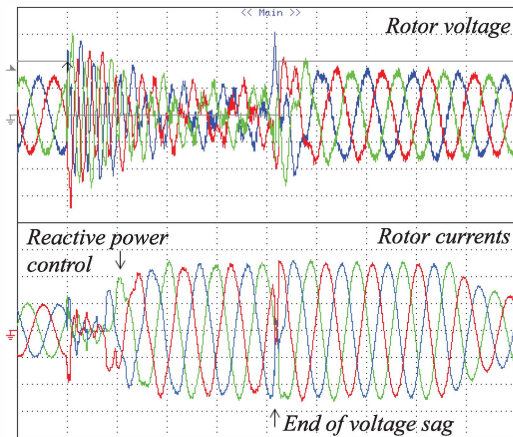 << Main >>
Rotor voltage
Reactive power
control
Rotor currents
End of voltage sag